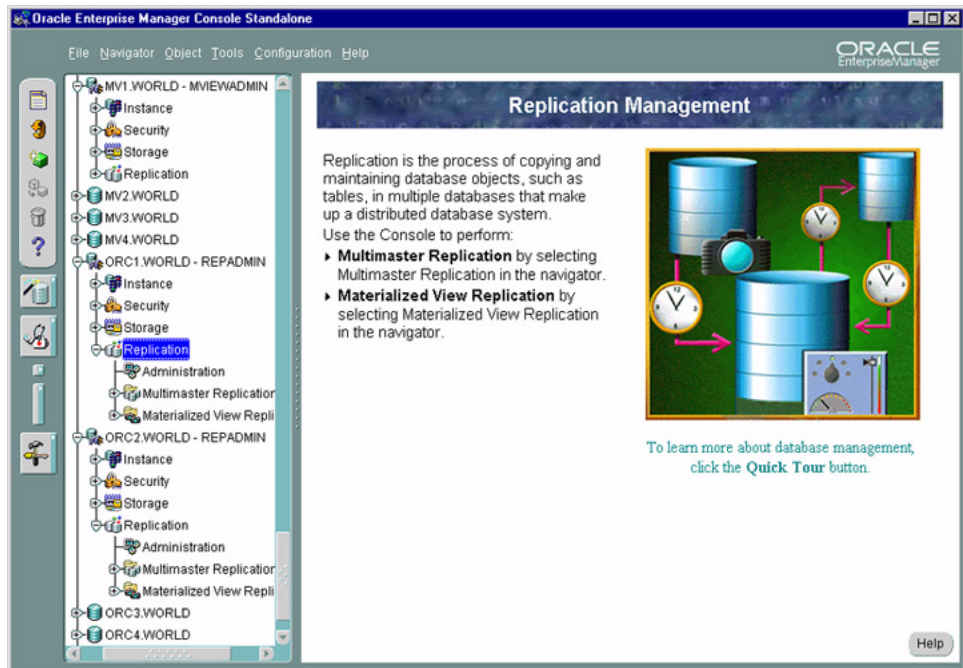 Oracle Enterprise Manager Console Standalone
File Navigator Object Tools Configuration Help
ORACLE
EnterpriseManager
MV1.WORLD - MVIEWADMIN
Instance
Security
Storage
Replication
MV2.WORLD
MV3.WORLD
MV4.WORLD
ORC1.WORLD - REPADMIN
Instance
Security
Storage
Replication
Administration
Multimaster Replication
Materialized View Repli
ORC2.WORLD - REPADMIN
Instance
Security
Storage
Replication
Administration
Multimaster Replication
Materialized View Repli
ORC3.WORLD
ORC4.WORLD
Replication Management
Replication is the process of copying and
maintaining database objects, such as
tables, in multiple databases that make
up a distributed database system.
Use the Console to perform:
Multimaster Replication by selecting
Multimaster Replication in the navigator.
Materialized View Replication by
selecting Materialized View Replication
in the navigator.
To learn more about database management,
click the Quick Tour button.
Help